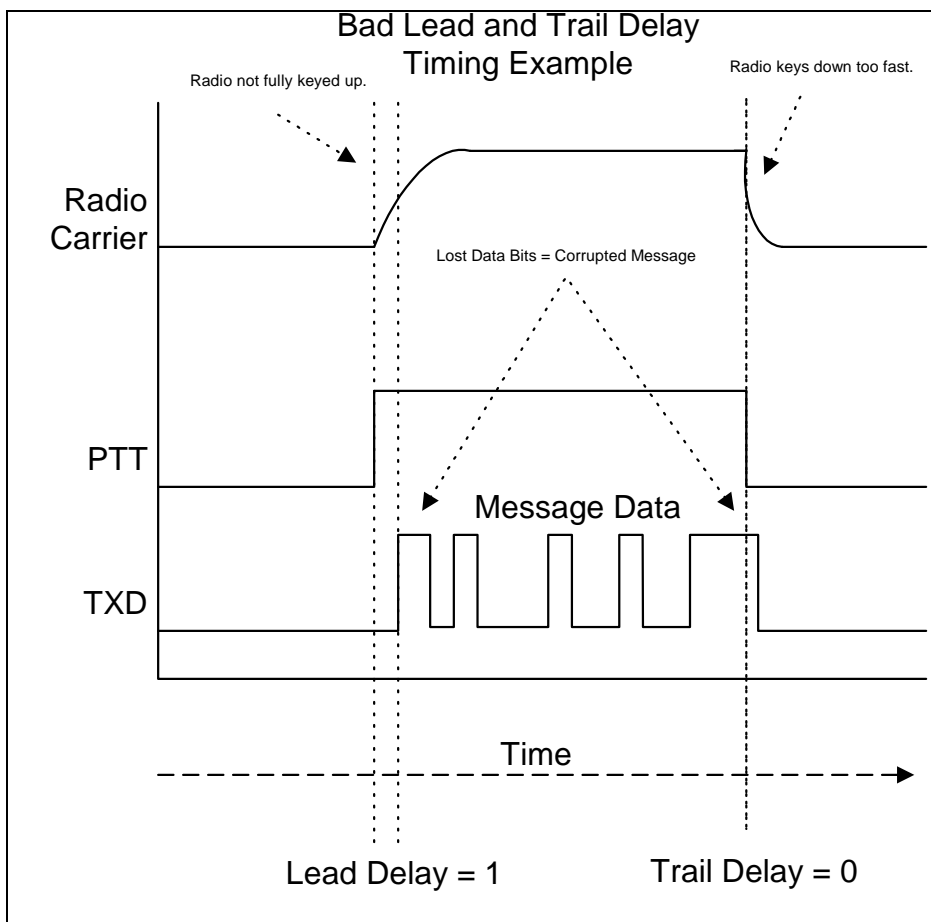 Bad Lead and Trail Delay
Timing Example
Radio not fully keyed up.
Radio keys down too fast.
Radio
Carrier
Lost Data Bits = Corrupted Message
PTT
Message Data
TXD
Time
Lead Delay = 1
Trail Delay = 0